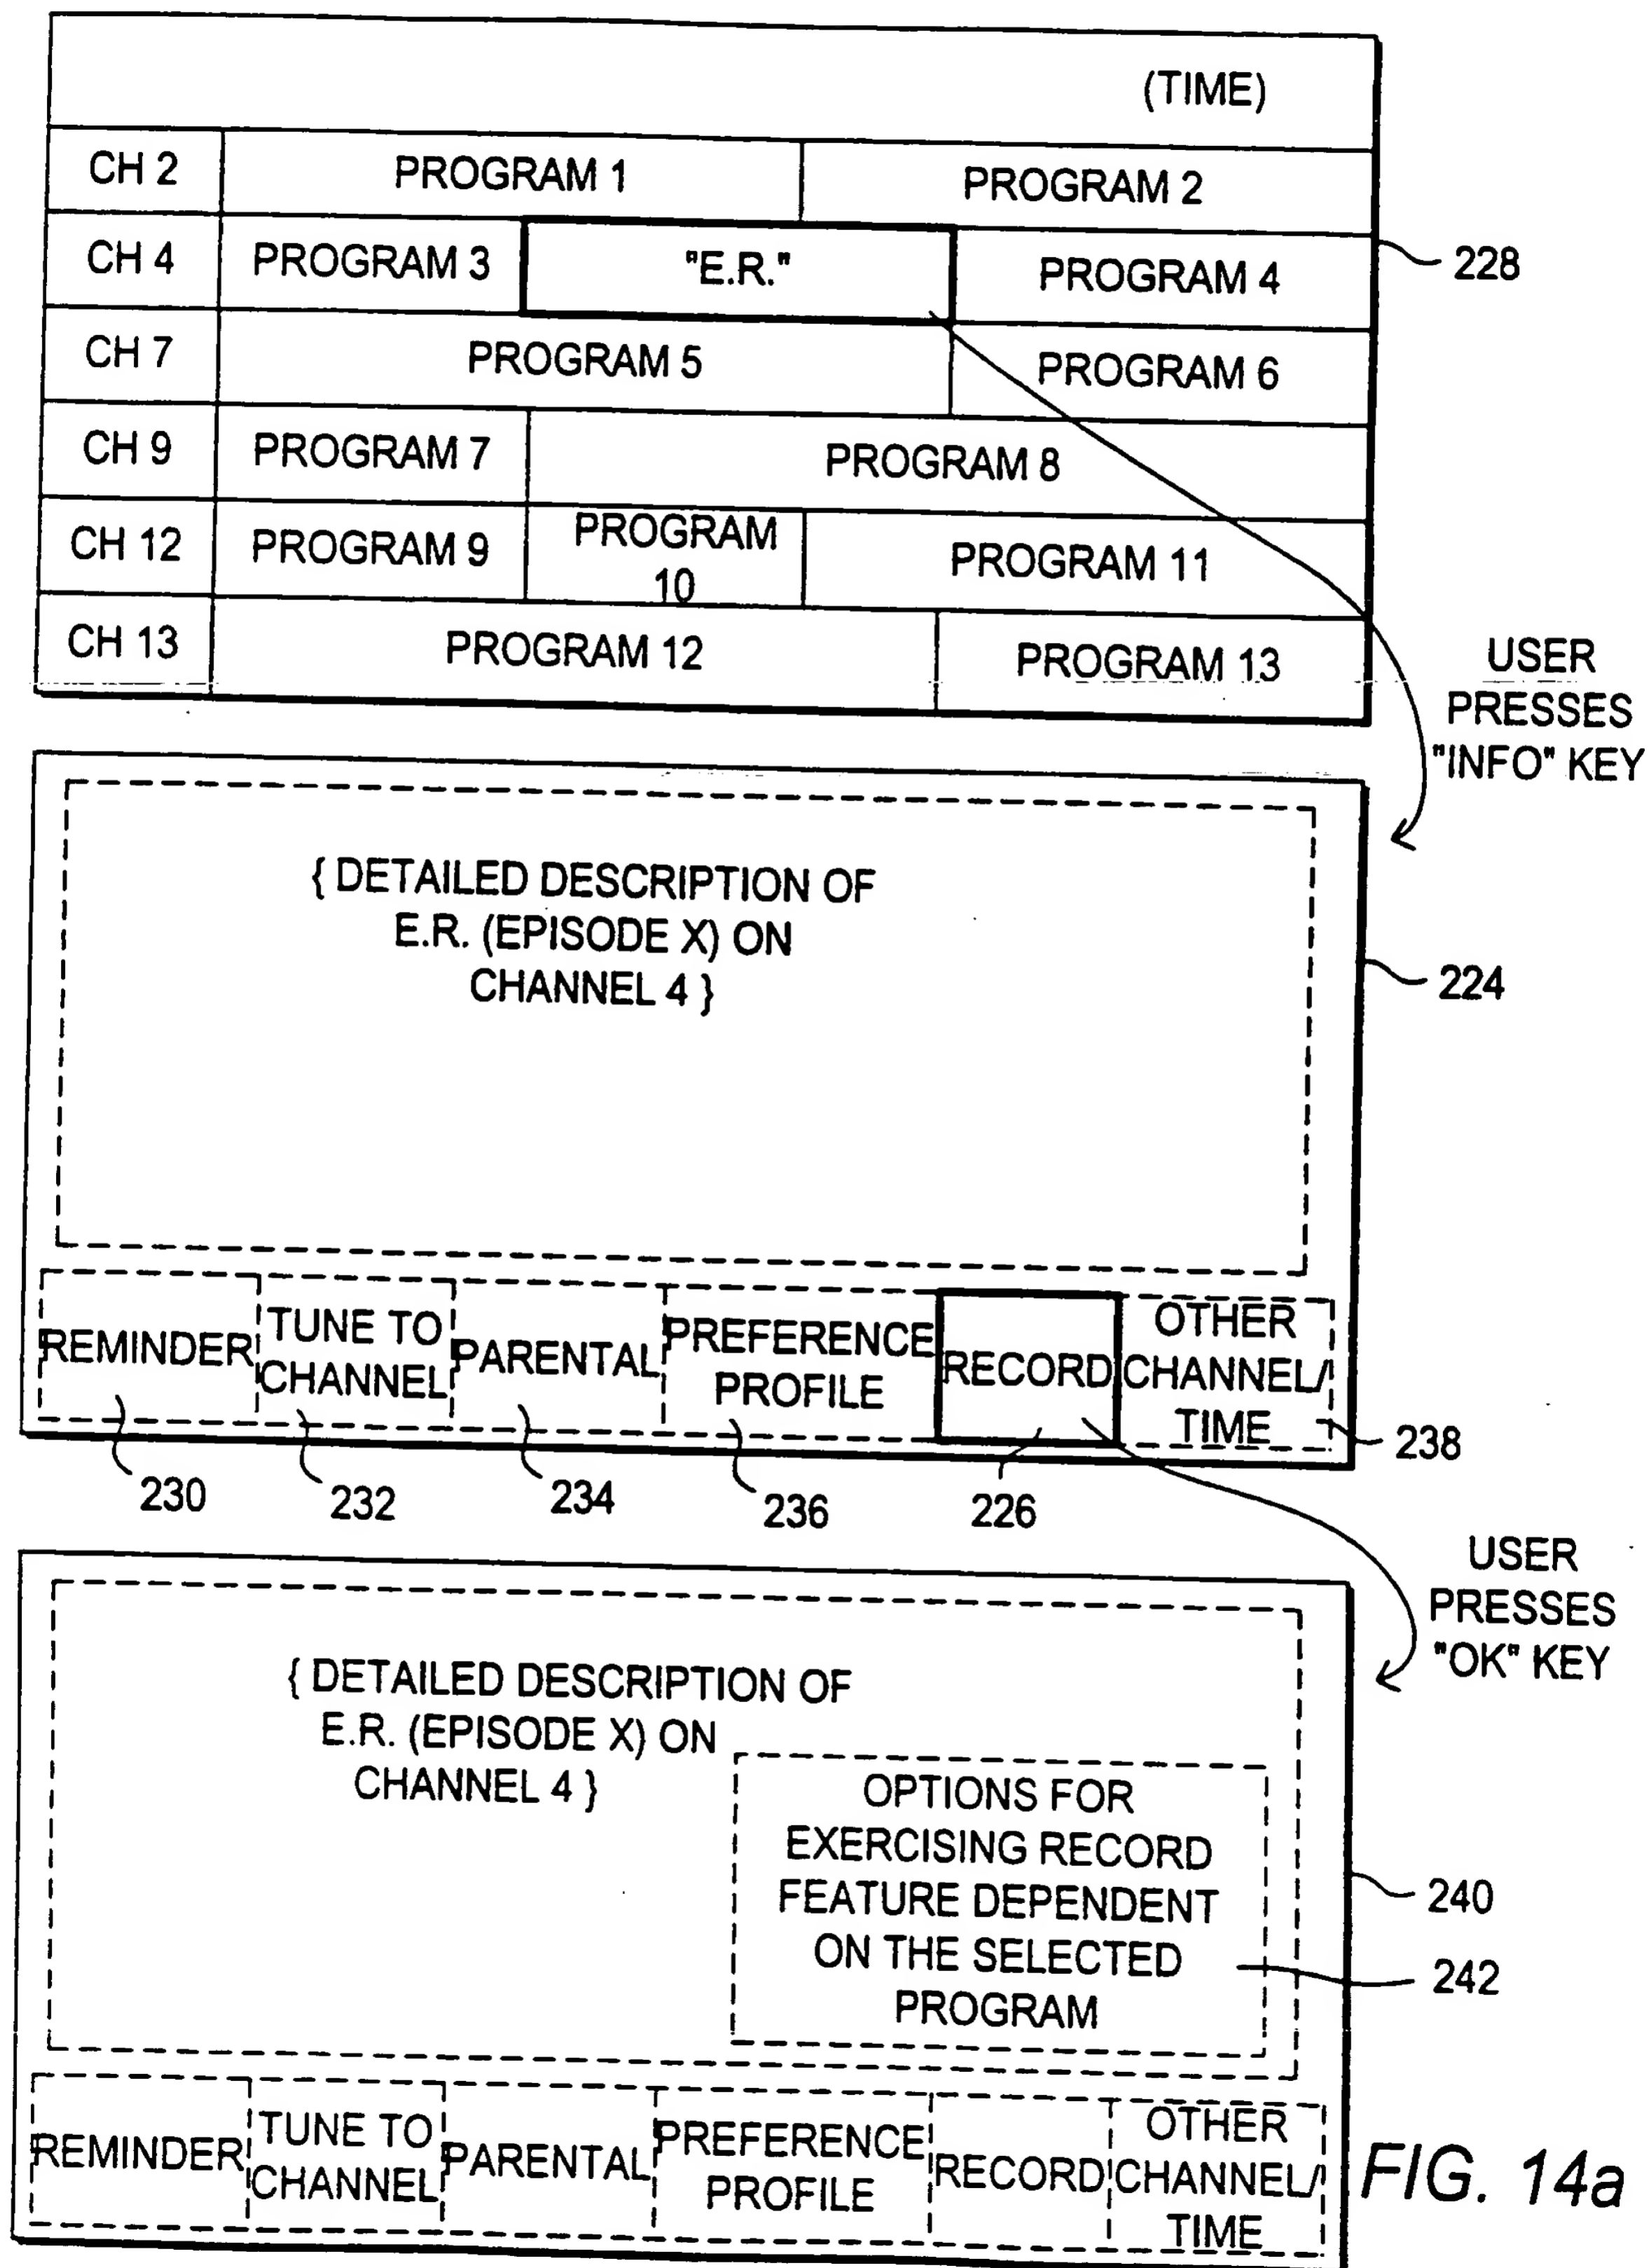 (TIME)
CH 2 PROGRAM 1 PROGRAM 2
CH 4 PROGRAM 3 "E.R." PROGRAM 4
228
CH 7 PROGRAM 5 PROGRAM 6
CH 9 PROGRAM 7 PROGRAM 8
CH 12 PROGRAM 9 PROGRAM 10 PROGRAM 11
CH 13 PROGRAM 12 PROGRAM 13
USER
PRESSES
"INFO" KEY
{ DETAILED DESCRIPTION OF
E.R. (EPISODE X) ON
CHANNEL 4 }
224
REMINDER
TUNE TO
CHANNEL
PARENTAL
PREFERENCE
PROFILE
RECORD
OTHER
CHANNEL/
TIME
238
230 232 234 236 226
USER
PRESSES
"OK" KEY
{ DETAILED DESCRIPTION OF
E.R. (EPISODE X) ON
CHANNEL 4 }
OPTIONS FOR
EXERCISING RECORD
FEATURE DEPENDENT
ON THE SELECTED
PROGRAM
240
242
REMINDER
TUNE TO
CHANNEL
PARENTAL
PREFERENCE
PROFILE
RECORD
OTHER
CHANNEL/
TIME
FIG. 14a